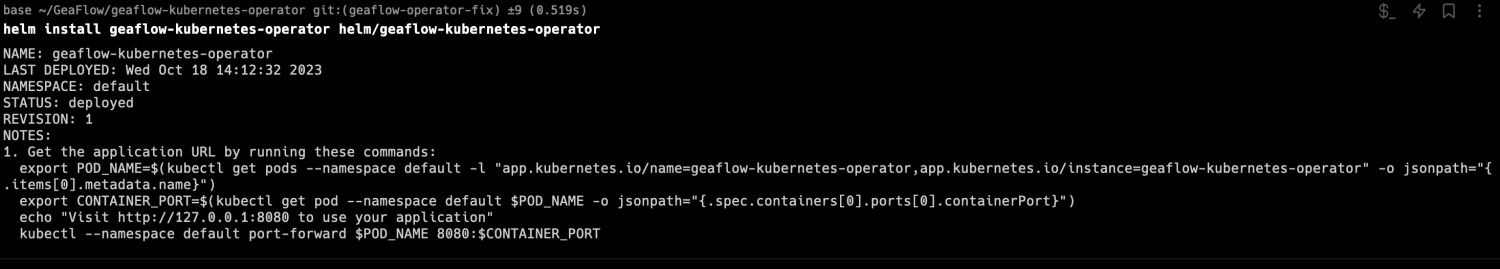 base ~/GeaFlow/geaflow-kubernetes-operator git:(geaflow-operator-fix) ±9 (0.519s)
helm install geaflow-kubernetes-operator helm/geaflow-kubernetes-operator
NAME: geaflow-kubernetes-operator
LAST DEPLOYED: Wed Oct 18 14:12:32 2023
NAMESPACE: default
STATUS: deployed
REVISION: 1
NOTES:
1. Get the application URL by running these commands:
  export POD_NAME=$(kubectl get pods --namespace default -l "app.kubernetes.io/name=geaflow-kubernetes-operator,app.kubernetes.io/instance=geaflow-kubernetes-operator" -o jsonpath="{
.items[0].metadata.name}")
  export CONTAINER_PORT=$(kubectl get pod --namespace default $POD_NAME -o jsonpath="{.spec.containers[0].ports[0].containerPort}")
  echo "Visit http://127.0.0.1:8080 to use your application"
  kubectl --namespace default port-forward $POD_NAME 8080:$CONTAINER_PORT